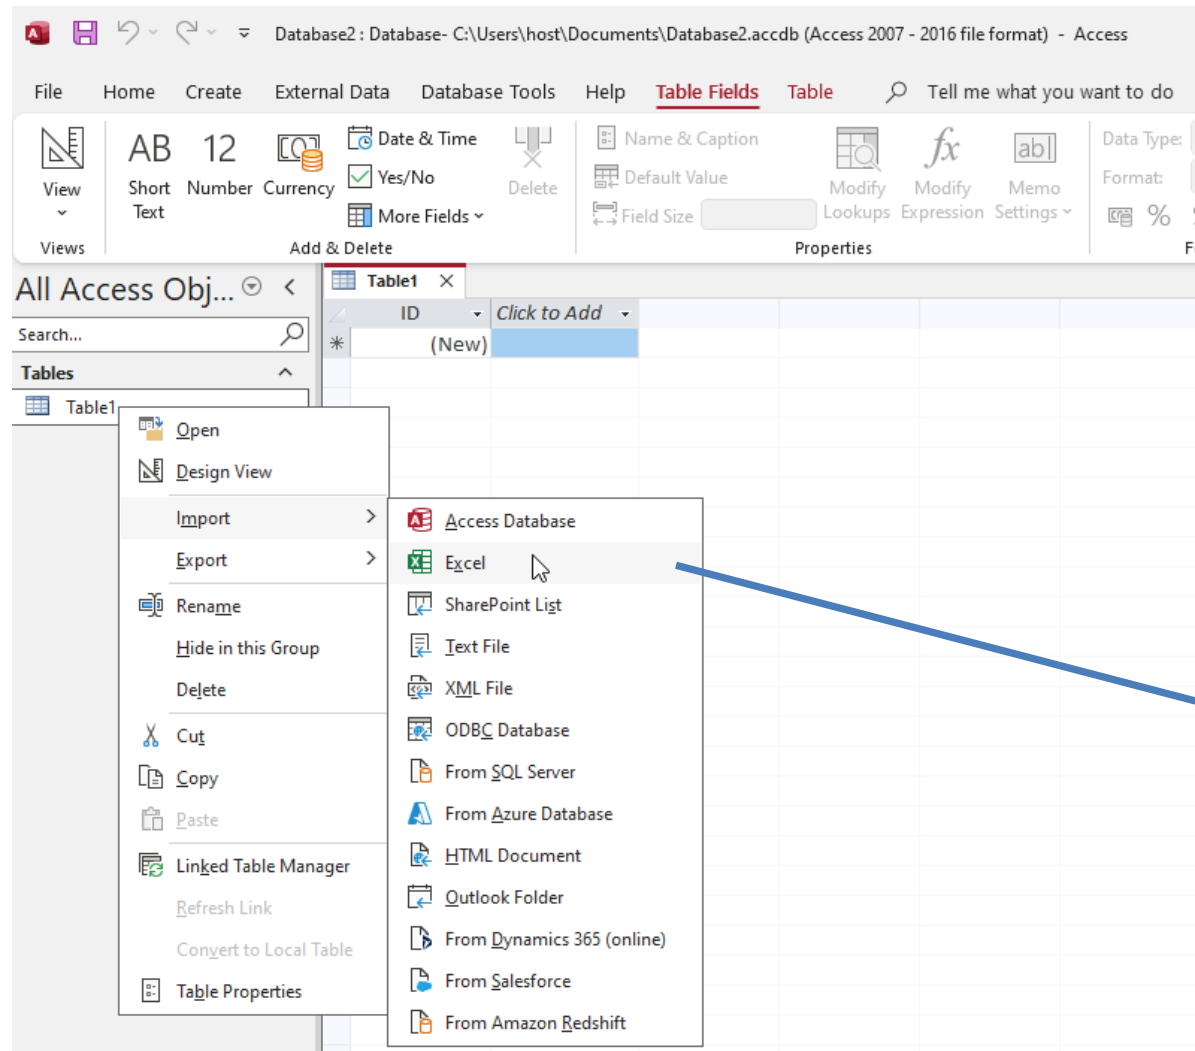 Database2 : Database- C:\Users\host\Documents\Database2.accdb (Access 2007 - 2016 file format) - Access
File Home Create External Data Database Tools Help Table Fields Table Tell me what you want to do
View
Views
AB
Short
Text
12
Number
Currency
Date & Time
Yes/No
More Fields
Delete
Add & Delete
Name & Caption
Default Value
Field Size
Modify
Lookups
fx
Modify
Expression
ab
Memo
Settings
Properties
Data Type:
Format:
%
All Access Obj...
Search...
Tables
Table1
Table1
ID Click to Add
(New)
Open
Design View
Import
Export
Rename
Hide in this Group
Delete
Cut
Copy
Paste
Linked Table Manager
Refresh Link
Convert to Local Table
Table Properties
Access Database
Excel
SharePoint List
Text File
XML File
ODBC Database
From SQL Server
From Azure Database
HTML Document
Outlook Folder
From Dynamics 365 (online)
From Salesforce
From Amazon Redshift